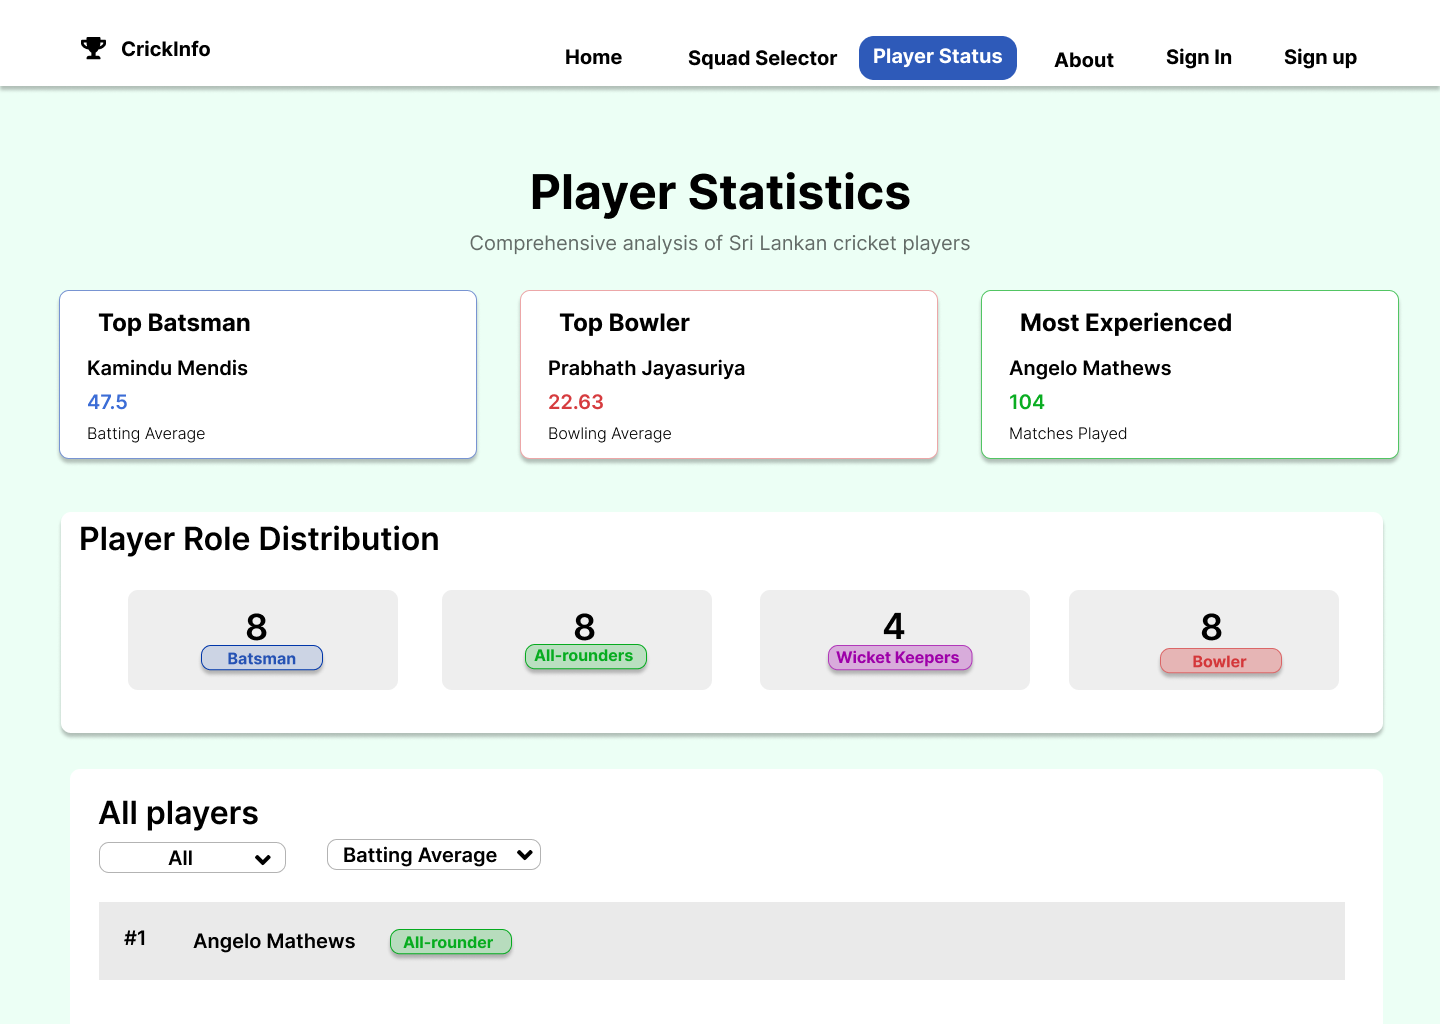 CrickInfo
Home
Squad Selector
Player Status
About
Sign In
Sign up
Player Statistics
Comprehensive analysis of Sri Lankan cricket players
Top Batsman
Kamindu Mendis
47.5
Batting Average
Top Bowler
Prabhath Jayasuriya
22.63
Bowling Average
Most Experienced
Angelo Mathews
104
Matches Played
Player Role Distribution
8
Batsman
8
All-rounders
4
Wicket Keepers
8
Bowler
All players
All
Batting Average
#1
Angelo Mathews
All-rounder